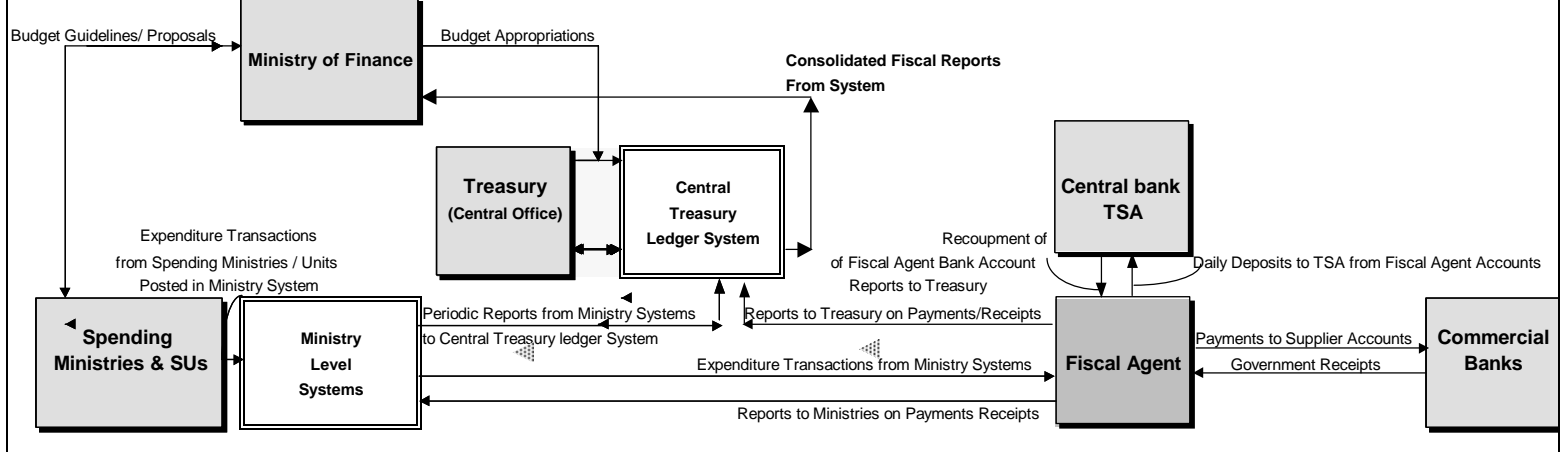 Budget Guidelines/ Proposals
Ministry of Finance
Budget Appropriations
Consolidated Fiscal Reports
From System
Treasury
(Central Office)
Central
Treasury
Ledger System
Central bank
TSA
Expenditure Transactions
from Spending Ministries / Units
Posted in Ministry System
Recoupment of
of Fiscal Agent Bank Account
Reports to Treasury
Daily Deposits to TSA from Fiscal Agent Accounts
Spending
Ministries & SUs
Ministry
Level
Systems
Periodic Reports from Ministry Systems
to Central Treasury ledger System
Reports to Treasury on Payments/Receipts
Expenditure Transactions from Ministry Systems
Reports to Ministries on Payments Receipts
Fiscal Agent
Payments to Supplier Accounts
Government Receipts
Commercial
Banks